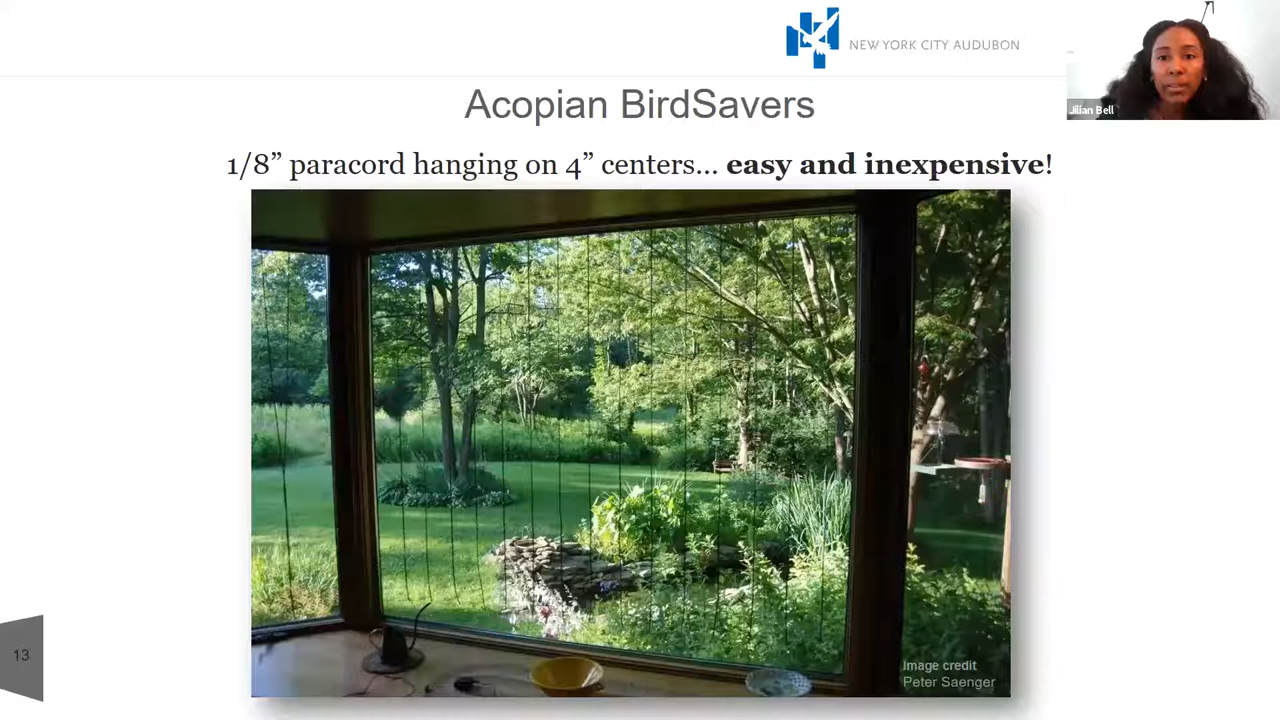 NEW YORK CITY AUDUBON
Jilian Bell
Acopian BirdSavers
1/8” paracord hanging on 4” centers... easy and inexpensive!
Image credit
Peter Saenger
13